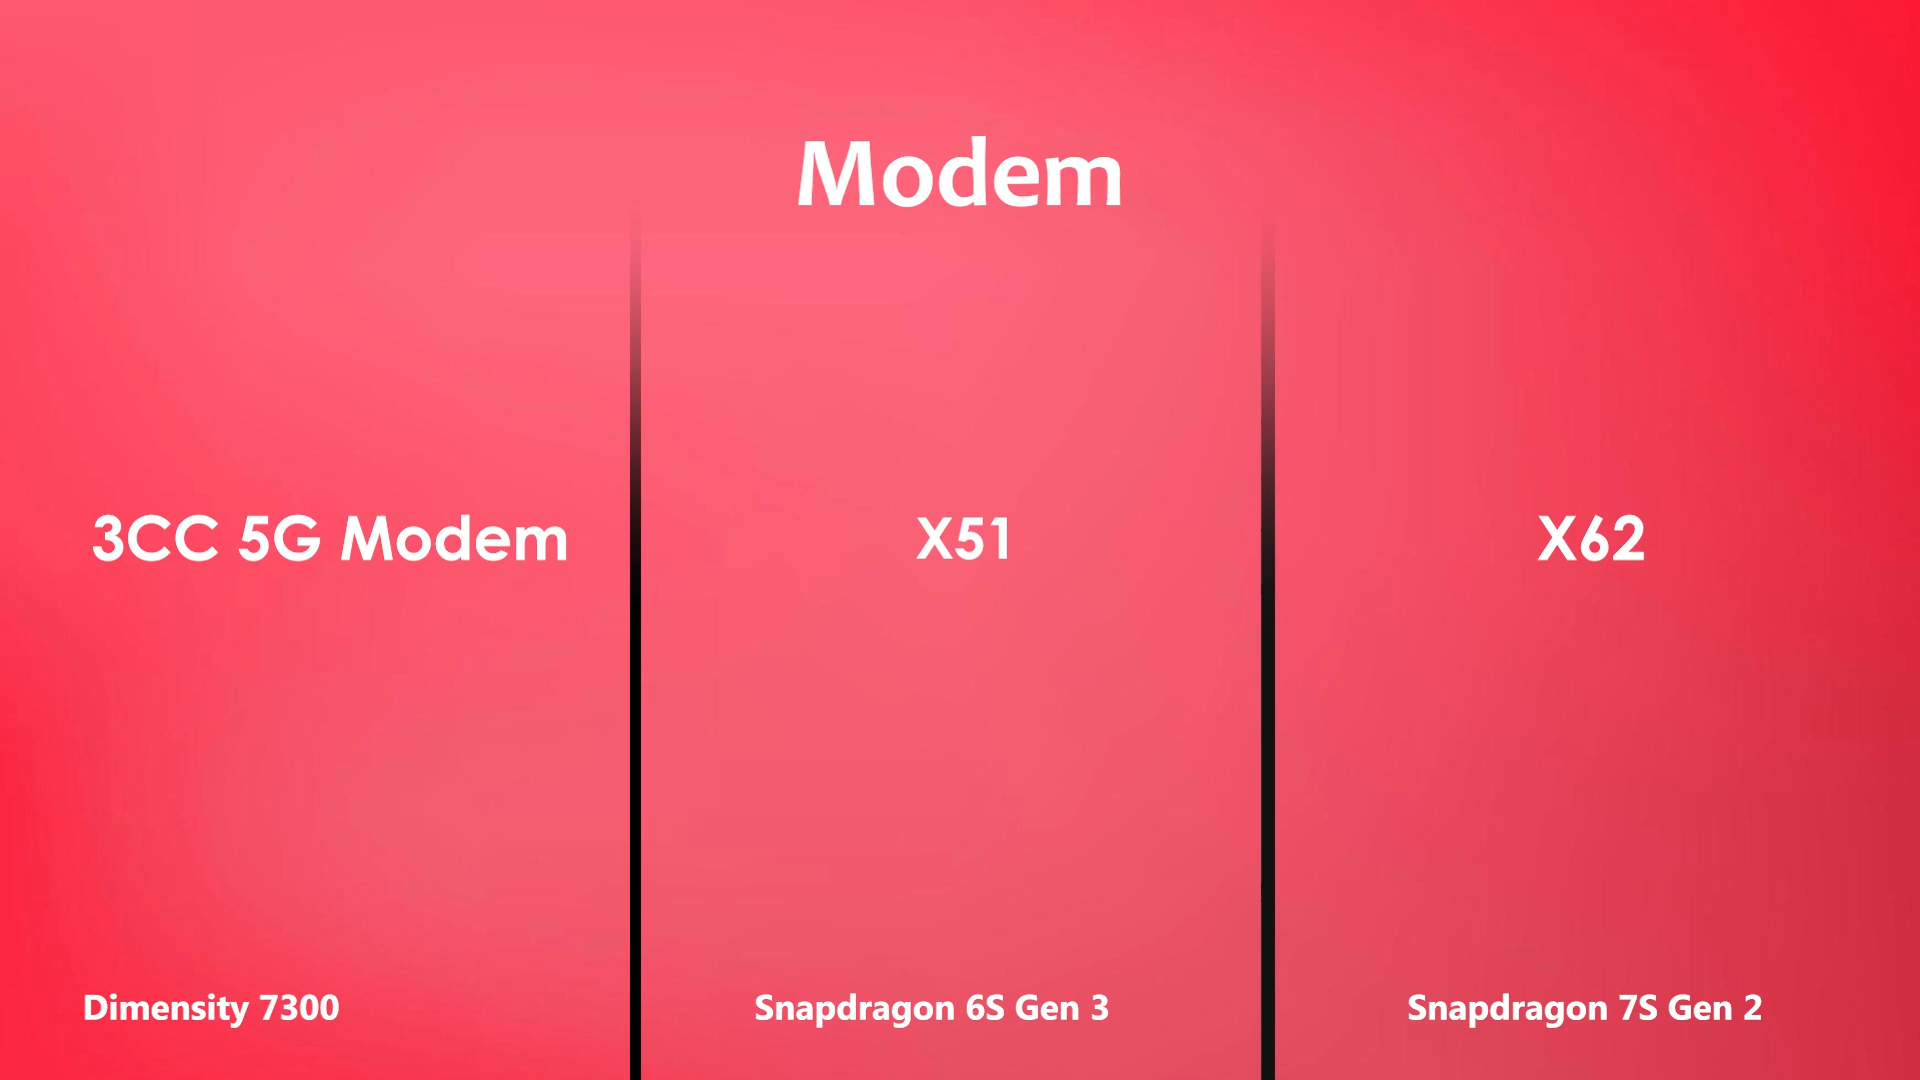 Modem
3CC 5G Modem
X51
X62
Dimensity 7300
Snapdragon 6S Gen 3
Snapdragon 7S Gen 2